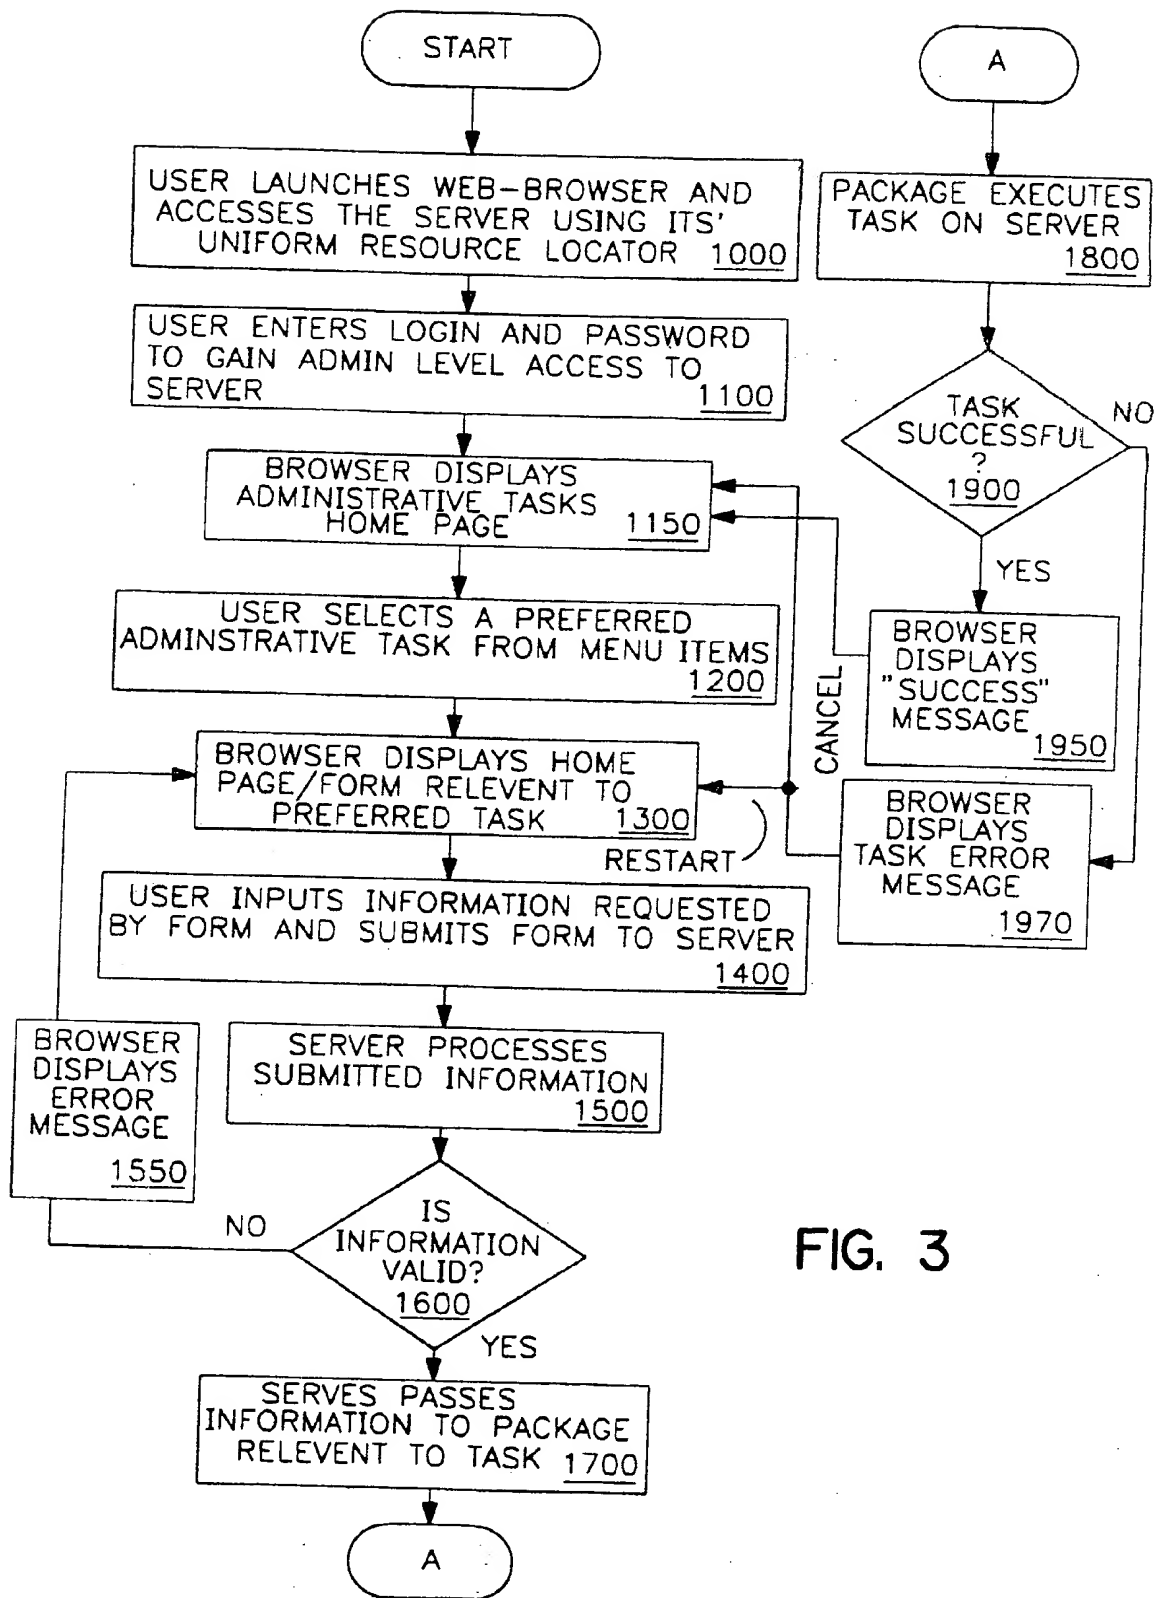 START
USER LAUNCHES WEB-BROWSER AND
ACCESSES THE SERVER USING ITS'
UNIFORM RESOURCE LOCATOR 1000
USER ENTERS LOGIN AND PASSWORD
TO GAIN ADMIN LEVEL ACCESS TO
SERVER 1100
BROWSER DISPLAYS
ADMINISTRATIVE TASKS
HOME PAGE 1150
USER SELECTS A PREFERRED
ADMINSTRATIVE TASK FROM MENU ITEMS
1200
BROWSER DISPLAYS HOME
PAGE/FORM RELEVENT TO
PREFERRED TASK 1300
RESTART
CANCEL
USER INPUTS INFORMATION REQUESTED
BY FORM AND SUBMITS FORM TO SERVER
1400
SERVER PROCESSES
SUBMITTED INFORMATION
1500
BROWSER
DISPLAYS
ERROR
MESSAGE
1550
NO
IS
INFORMATION
VALID?
1600
YES
SERVES PASSES
INFORMATION TO PACKAGE
RELEVENT TO TASK 1700
A
A
PACKAGE EXECUTES
TASK ON SERVER
1800
TASK
SUCCESSFUL
?
1900
NO
YES
BROWSER
DISPLAYS
"SUCCESS"
MESSAGE
1950
BROWSER
DISPLAYS
TASK ERROR
MESSAGE
1970
FIG. 3